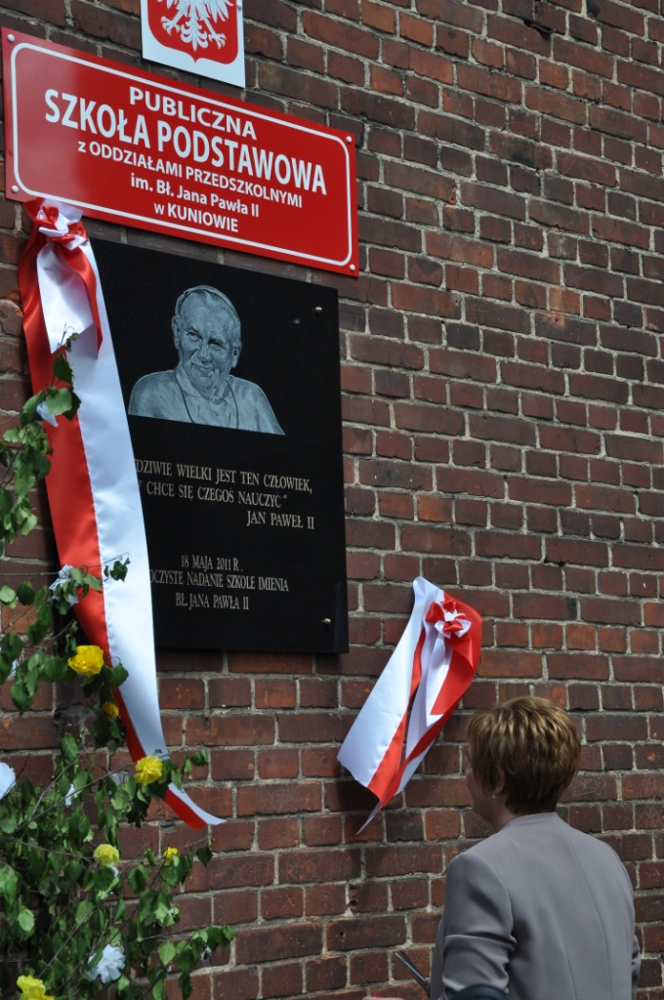 PUBLICZNA
SZKOŁA PODSTAWOWA
z ODDZIAŁAMI PRZEDSZKOLNYMI
im. Bł. Jana Pawła II
w KUNIOWIE
WIELKI JEST TEN CZŁOWIEK,
CHCE SIĘ CZEGOŚ NAUCZYĆ"
JAN PAWEŁ II
18 MAJA 2011 R.
NADANIE SZKOLE IMIENIA
BŁ. JANA PAWŁA II